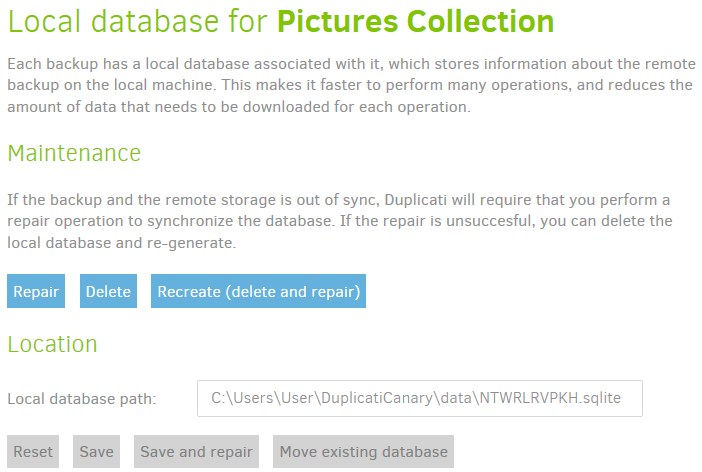 Local database for Pictures Collection
Each backup has a local database associated with it, which stores information about the remote
backup on the local machine. This makes it faster to perform many operations, and reduces the
amount of data that needs to be downloaded for each operation.
Maintenance
If the backup and the remote storage is out of sync, Duplicati will require that you perform a
repair operation to synchronize the database. If the repair is unsuccesful, you can delete the
local database and re-generate.
Repair Delete Recreate (delete and repair)
Location
Local database path: C:\Users\User\DuplicatiCanary\data\NTWRLRVPKH.sqlite
Reset Save Save and repair Move existing database